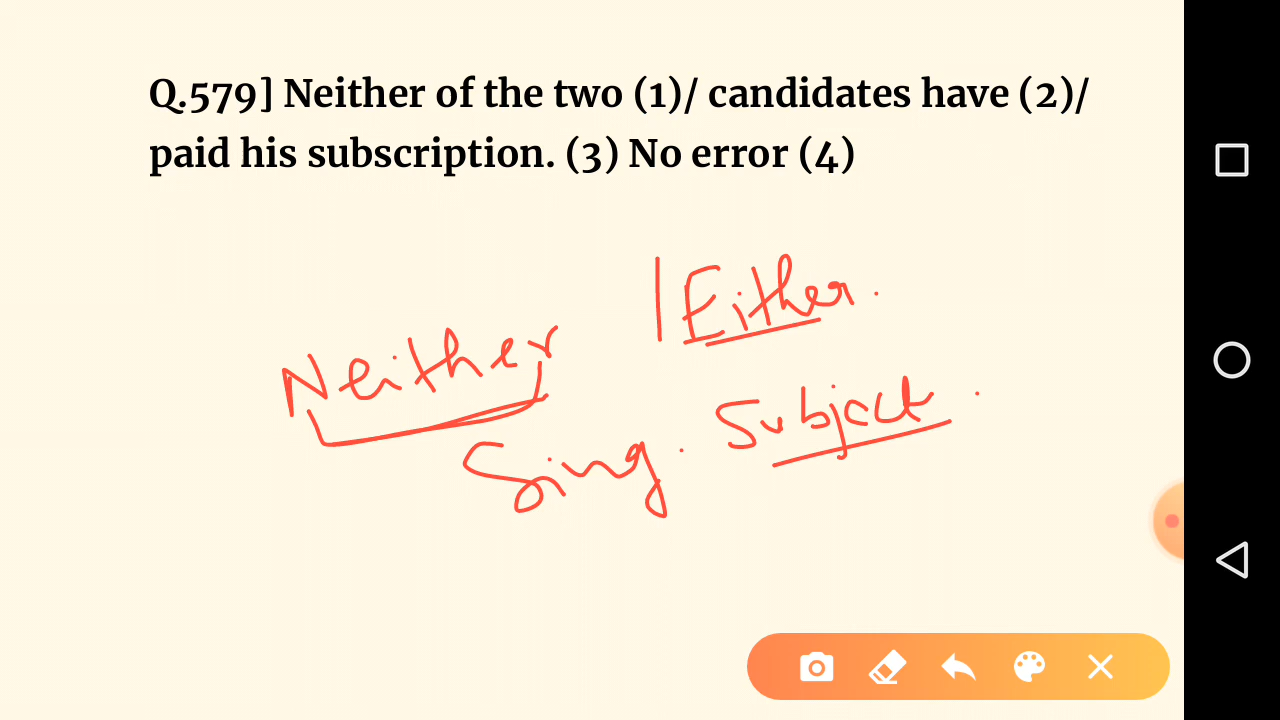 Q.579] Neither of the two (1)/ candidates have (2)/
paid his subscription. (3) No error (4)
Neither | Either.
Sing. Subject.